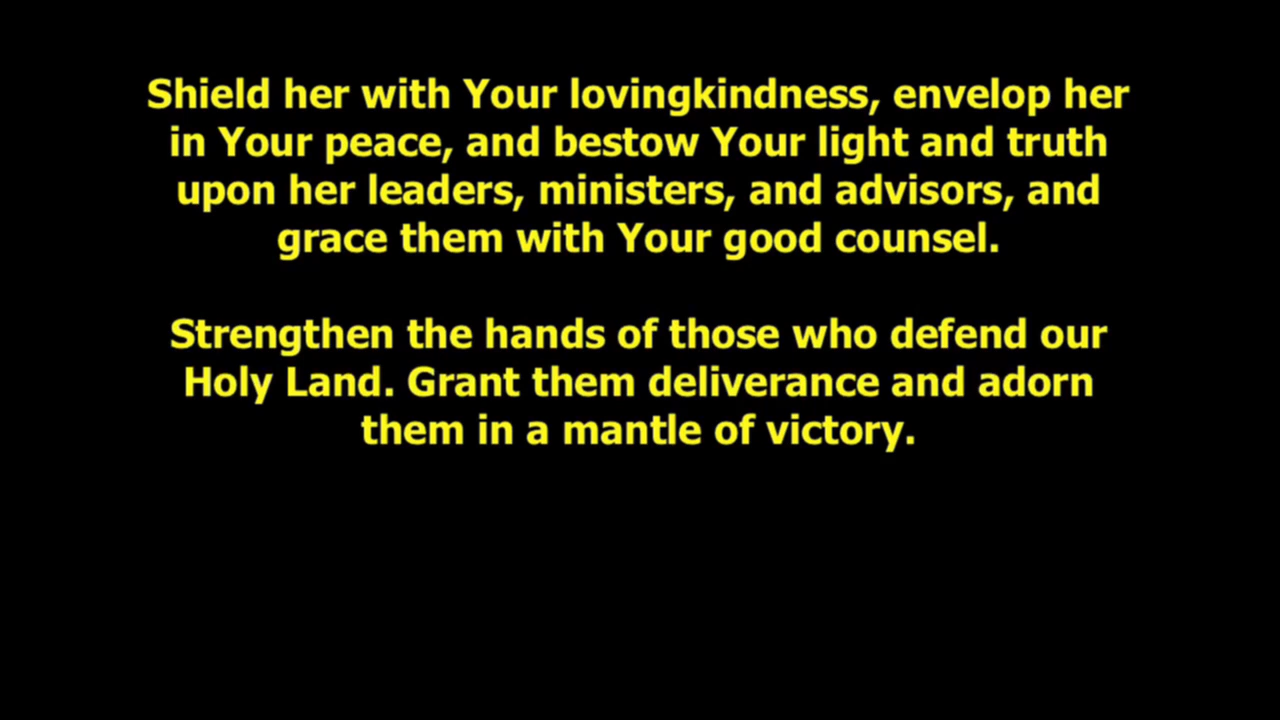 Shield her with Your lovingkindness, envelop her
in Your peace, and bestow Your light and truth
upon her leaders, ministers, and advisors, and
grace them with Your good counsel.
Strengthen the hands of those who defend our
Holy Land. Grant them deliverance and adorn
them in a mantle of victory.